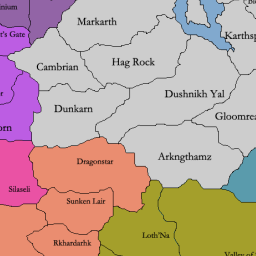 nium
Markarth
t's Gate
Karthsp
Hag Rock
Cambrian
Dushnikh Yal
Dunkarn
Gloomrea
orn
Arkngthamz
Dragonstar
Silaseli
Sunken Lair
Loth'Na
Rkhardarhk
Valley of